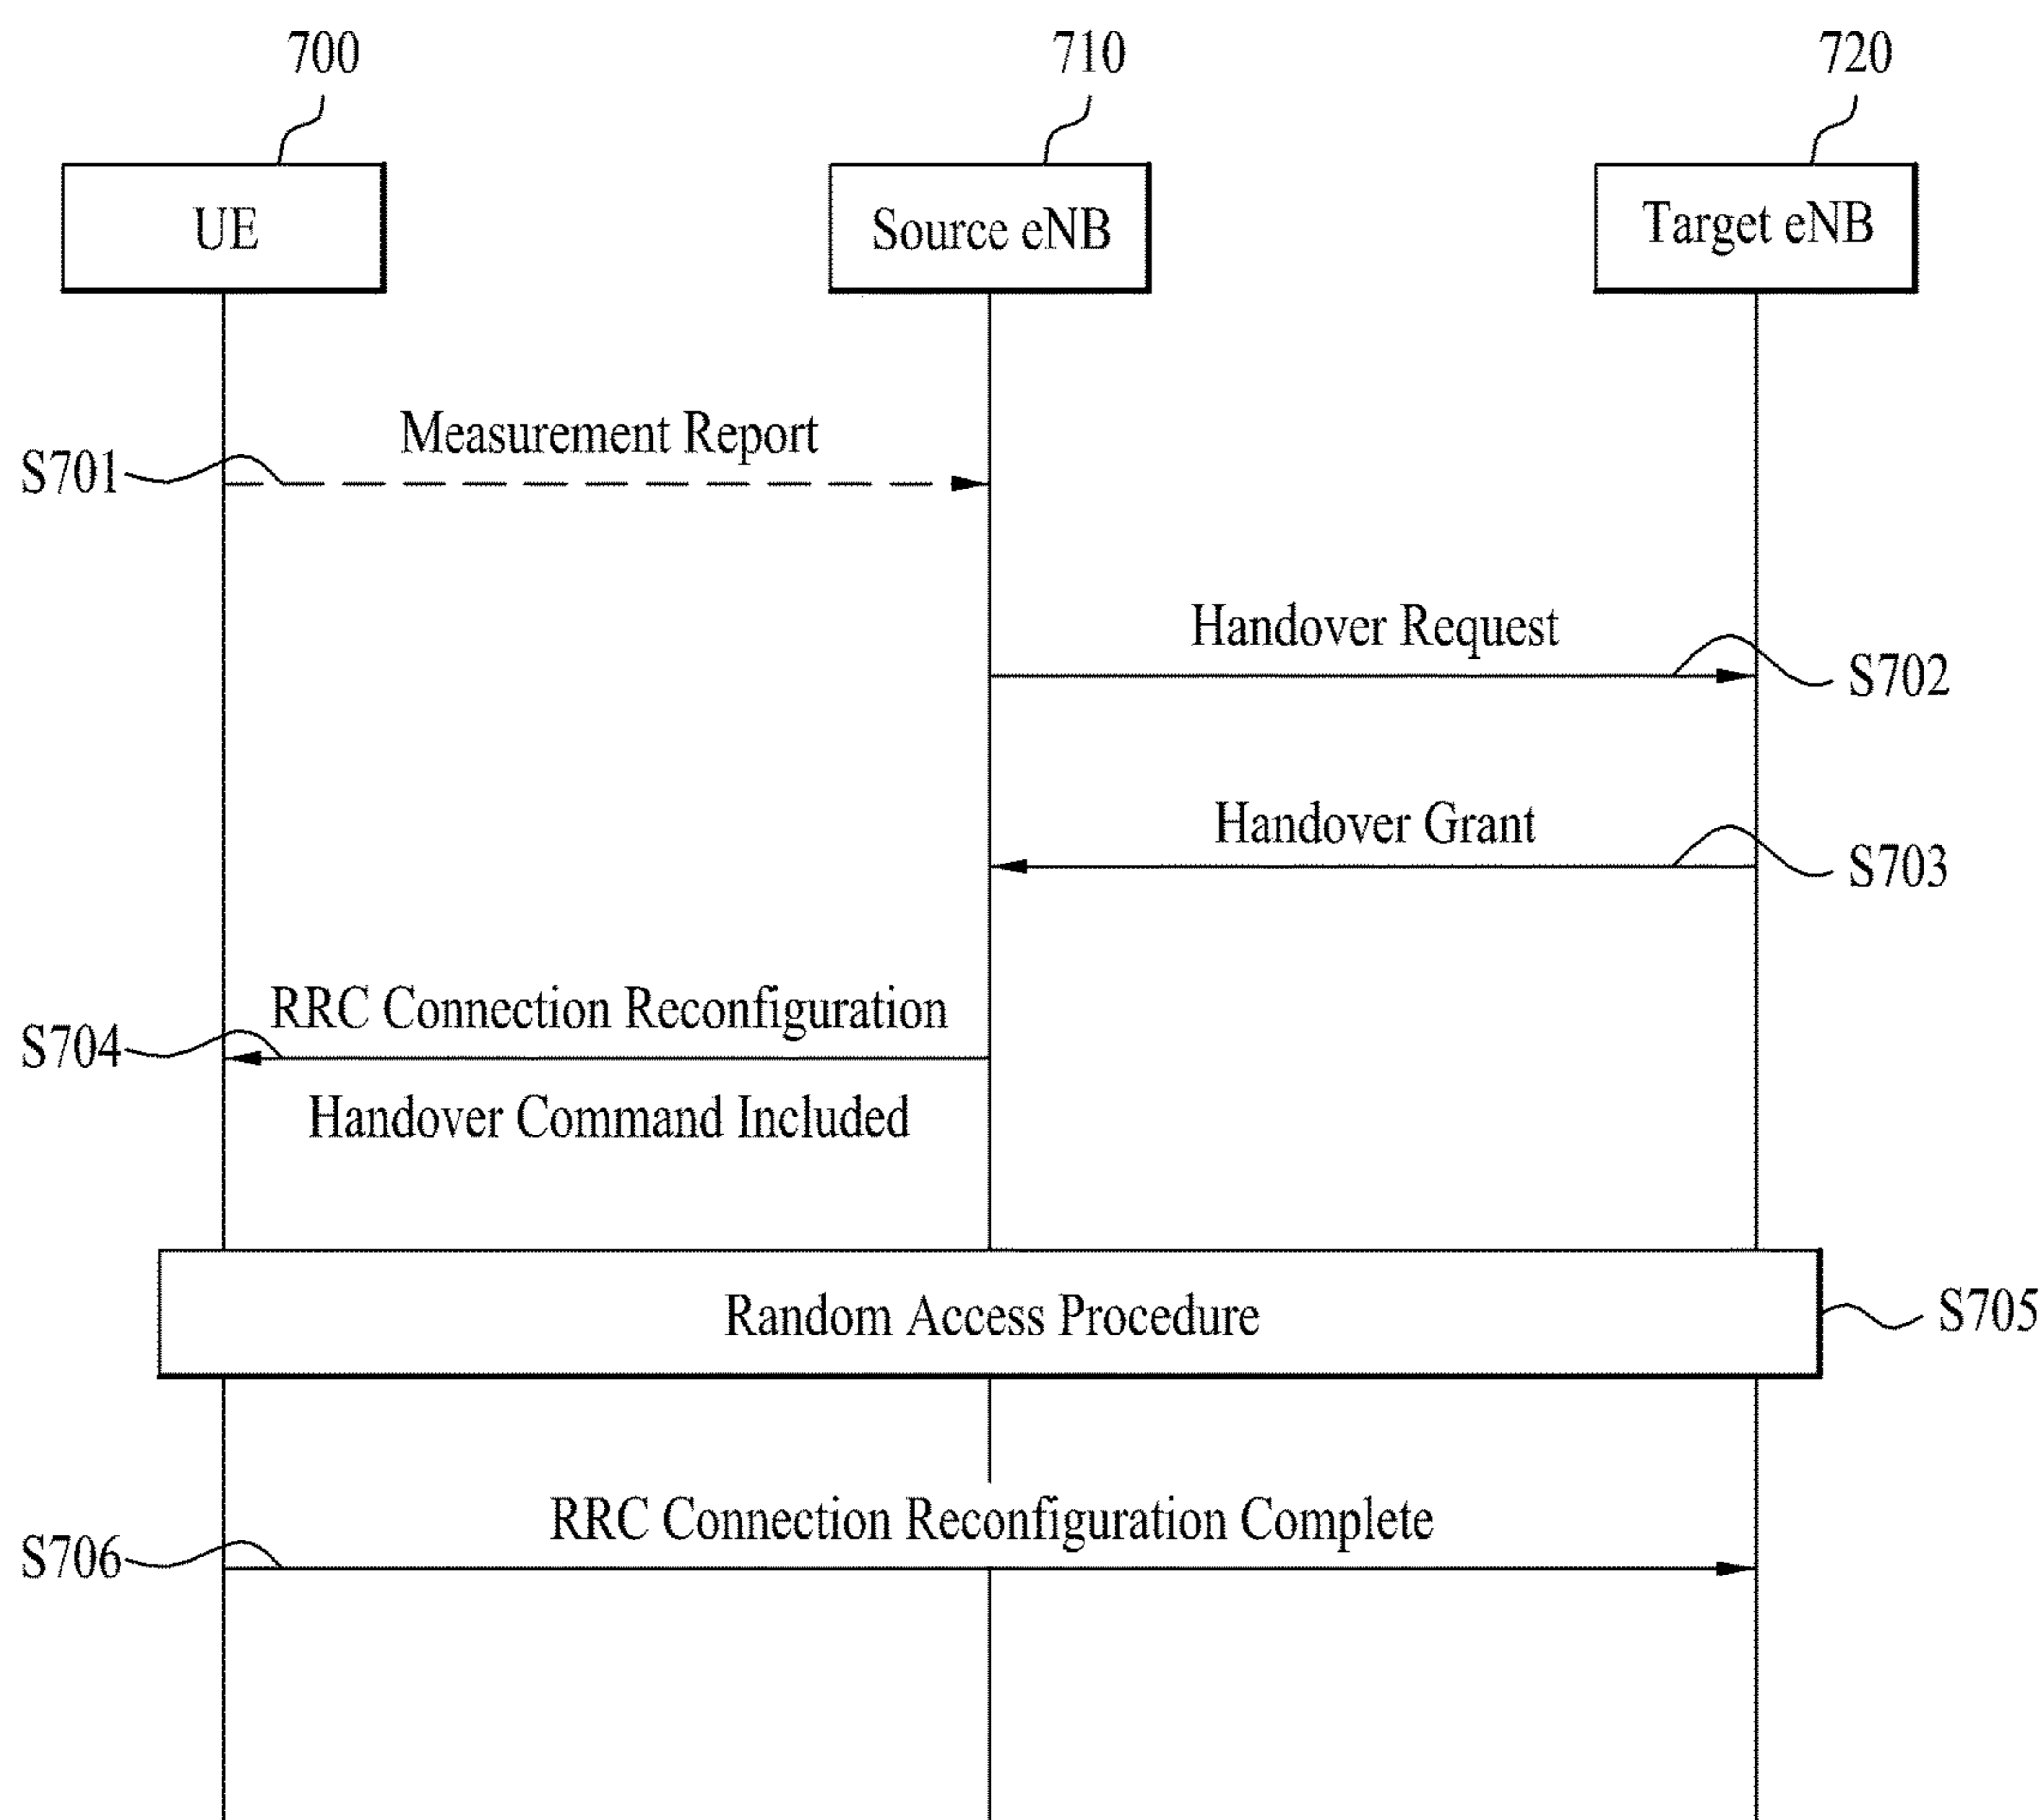 700
710
720
UE
Source eNB
Target eNB
Measurement Report
S701
Handover Request
S702
Handover Grant
S703
RRC Connection Reconfiguration
S704
Handover Command Included
Random Access Procedure
S705
RRC Connection Reconfiguration Complete
S706